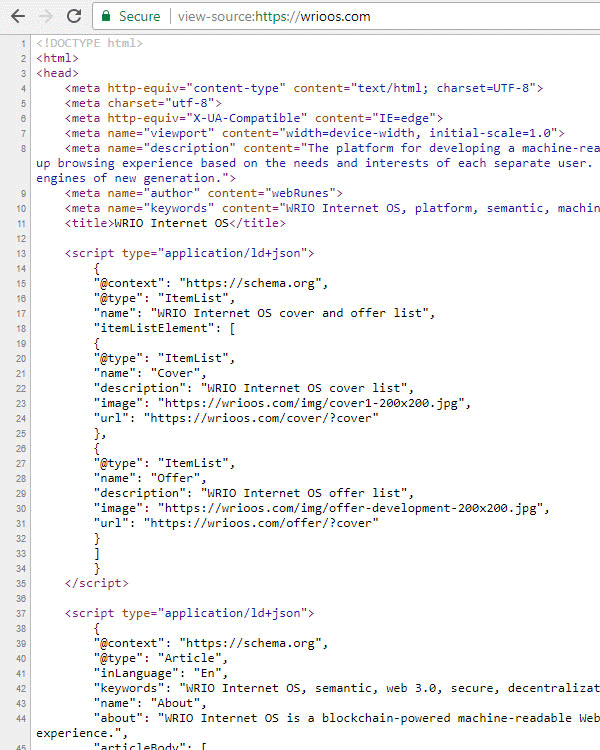 Secure view-source:https://wrioos.com
1 <!DOCTYPE html>
2 <html>
3 <head>
4 <meta http-equiv="content-type" content="text/html; charset=UTF-8">
5 <meta charset="utf-8">
6 <meta http-equiv="X-UA-Compatible" content="IE=edge">
7 <meta name="viewport" content="width=device-width, initial-scale=1.0">
8 <meta name="description" content="The platform for developing a machine-rea
up browsing experience based on the needs and interests of each separate user.
engines of new generation.">
9 <meta name="author" content="webRunes">
10 <meta name="keywords" content="WRIO Internet OS, platform, semantic, machin
11 <title>WRIO Internet OS</title>
12
13 <script type="application/ld+json">
14 {
15 "@context": "https://schema.org",
16 "@type": "ItemList",
17 "name": "WRIO Internet OS cover and offer list",
18 "itemListElement": [
19 {
20 "@type": "ItemList",
21 "name": "Cover",
22 "description": "WRIO Internet OS cover list",
23 "image": "https://wrioos.com/img/cover1-200x200.jpg",
24 "url": "https://wrioos.com/cover/?cover"
25 },
26 {
27 "@type": "ItemList",
28 "name": "Offer",
29 "description": "WRIO Internet OS offer list",
30 "image": "https://wrioos.com/img/offer-development-200x200.jpg",
31 "url": "https://wrioos.com/offer/?cover"
32 }
33 ]
34 }
35 </script>
36
37 <script type="application/ld+json">
38 {
39 "@context": "https://schema.org",
40 "@type": "Article",
41 "inLanguage": "En",
42 "keywords": "WRIO Internet OS, semantic, web 3.0, secure, decentralizat
43 "name": "About",
44 "about": "WRIO Internet OS is a blockchain-powered machine-readable Web
experience.",
45 "articleBody": [